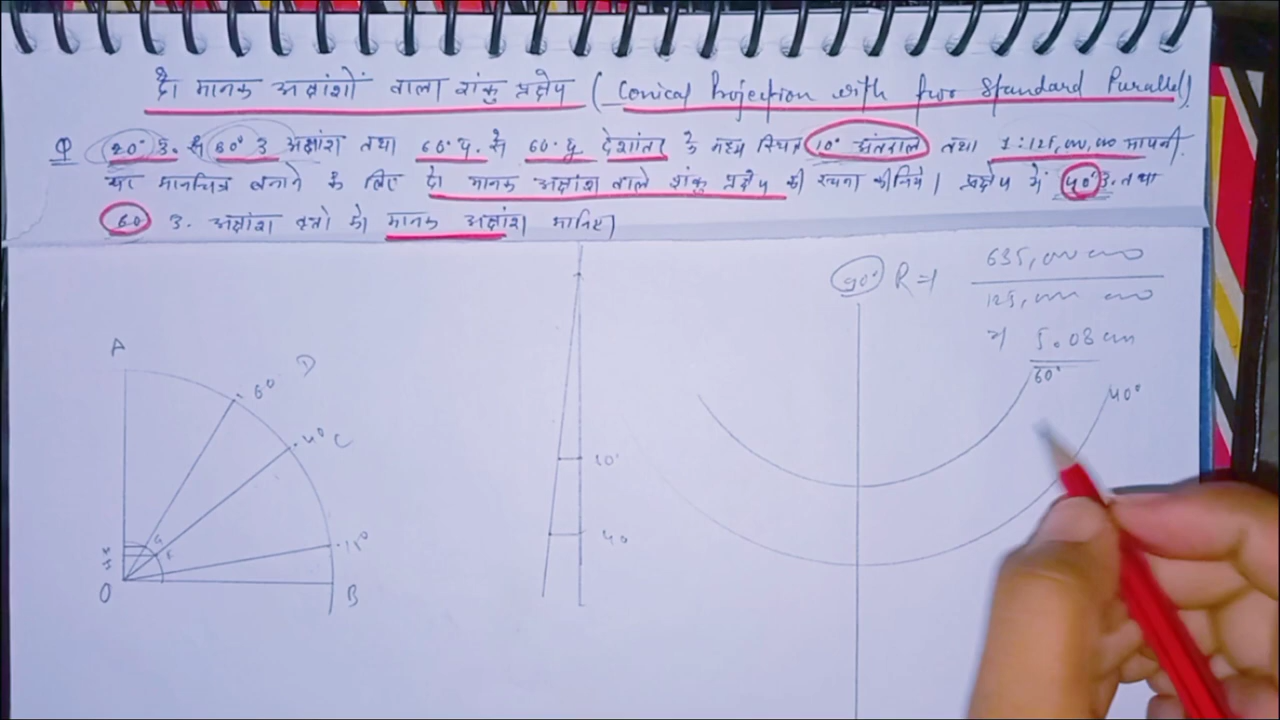 दो मानक अक्षांशों वाला शंकु प्रक्षेप (Conical Projection with two Standard Parallel)
Q 20° उ. से 80° उ अक्षांश तथा 60° प. से 60° पू देशांतर के मध्य स्थित 10° अंतराल तथा 1:125,000,000 मापनी
पर मानचित्र बनाने के लिए दो मानक अक्षांश वाले शंकु प्रक्षेप की रचना कीजिये। प्रक्षेप में 40° उ. तथा
60 उ. अक्षांश वृत्तों को मानक अक्षांश मानिए।
90° R ⇒ 635,000,000
125,000,000
⇒ 5.08 cm
A
60° D
40° C
10°
G
E
O
B
40
60°
40°